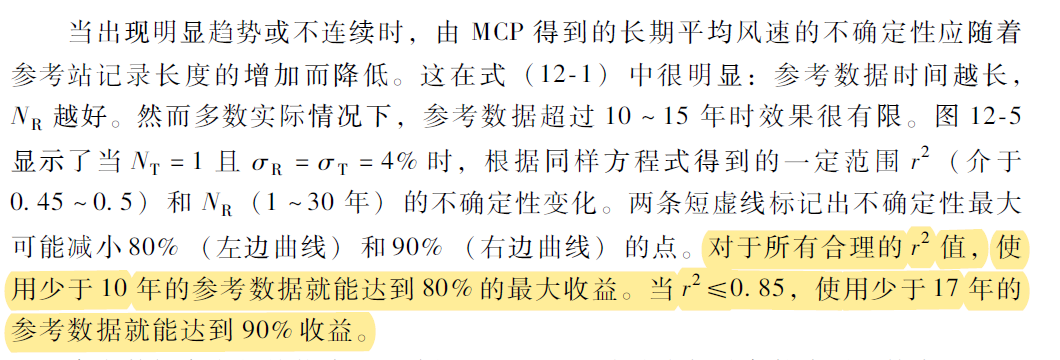 当出现明显趋势或不连续时，由 MCP 得到的长期平均风速的不确定性应随着
参考站记录长度的增加而降低。这在式（12-1）中很明显：参考数据时间越长，
N_R 越好。然而多数实际情况下，参考数据超过 10～15 年时效果很有限。图 12-5
显示了当 N_T = 1 且 σ_R = σ_T = 4% 时，根据同样方程式得到的一定范围 r²（介于
0.45～0.5）和 N_R（1～30 年）的不确定性变化。两条短虚线标记出不确定性最大
可能减小80%（左边曲线）和90%（右边曲线）的点。对于所有合理的 r² 值，使
用少于 10 年的参考数据就能达到 80% 的最大收益。当 r²≤0.85，使用少于 17 年的
参考数据就能达到 90% 收益。